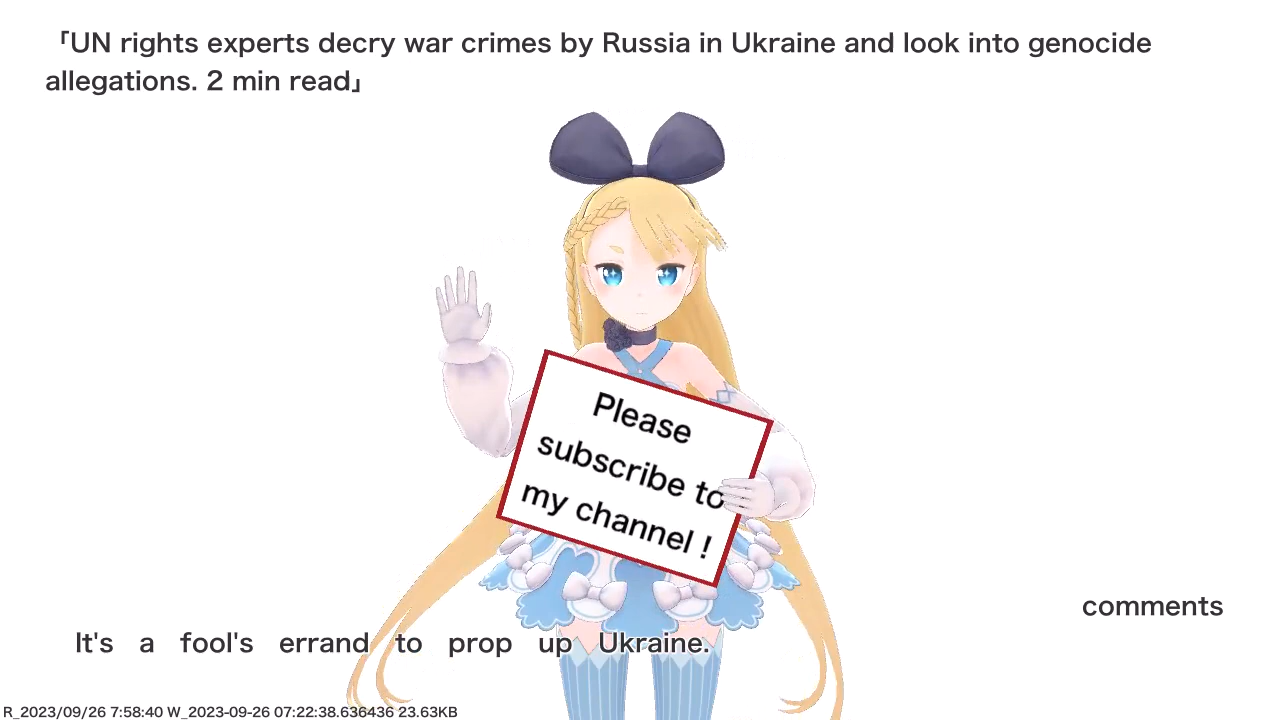 「UN rights experts decry war crimes by Russia in Ukraine and look into genocide
allegations. 2 min read」
Please
subscribe to
my channel !
comments
It's a fool's errand to prop up Ukraine.
R_2023/09/26 7:58:40 W_2023-09-26 07:22:38.636436 23.63KB